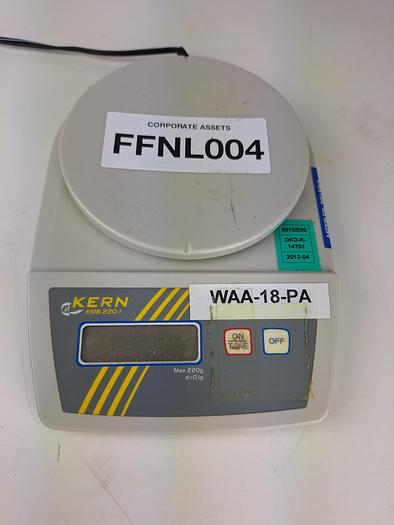 CORPORATE ASSETS
FFNL004
DKD-K-
14701
2012-04
KERN
EMB 220-1
WAA-18-PA
ON
TARE
OFF
Max 220g
d=0.1g